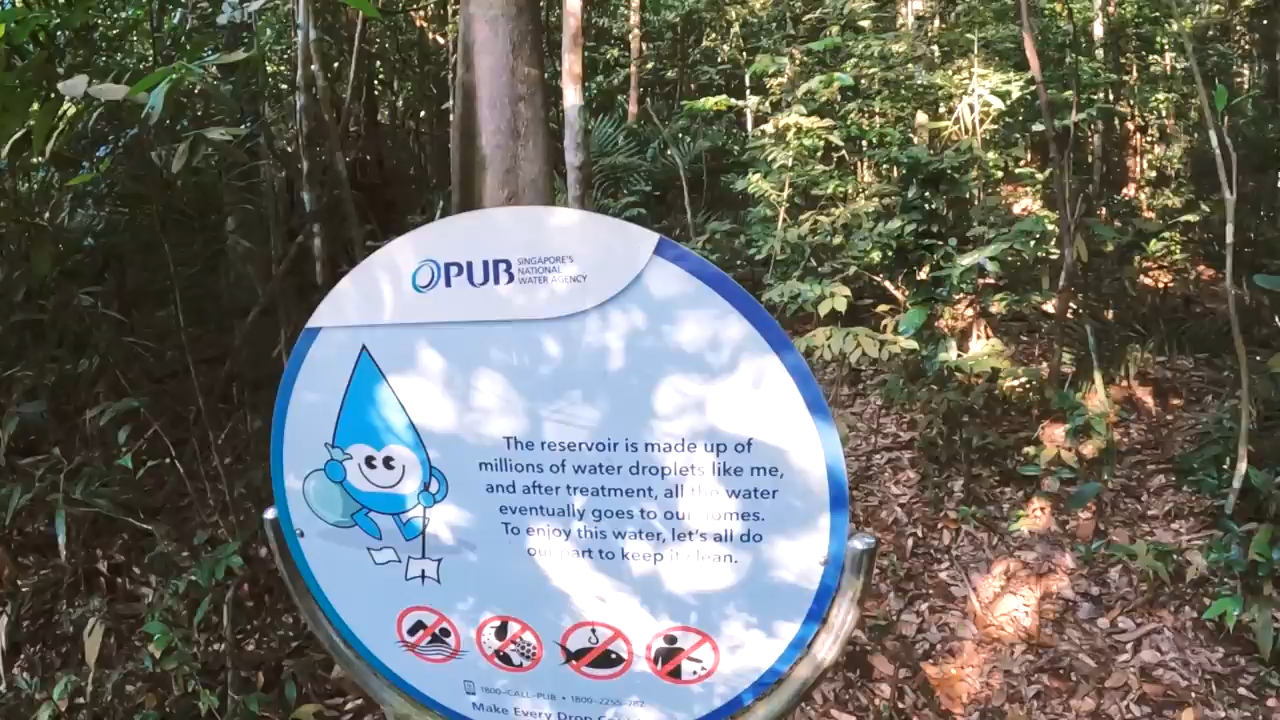 PUB
SINGAPORE'S
NATIONAL
WATER AGENCY
The reservoir is made up of
millions of water droplets like me,
and after treatment, all the water
eventually goes to our homes.
To enjoy this water, let's all do
our part to keep it clean.
1800-CALL-PUB • 1800-2255-782
Make Every Drop